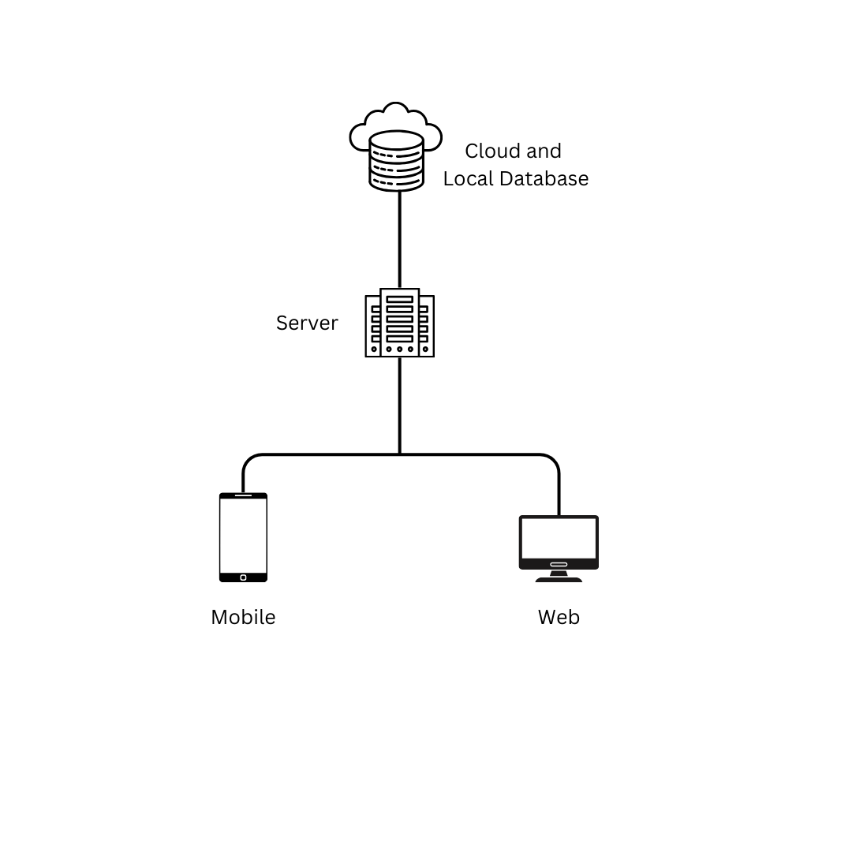 Cloud and
Local Database
Server
Mobile
Web